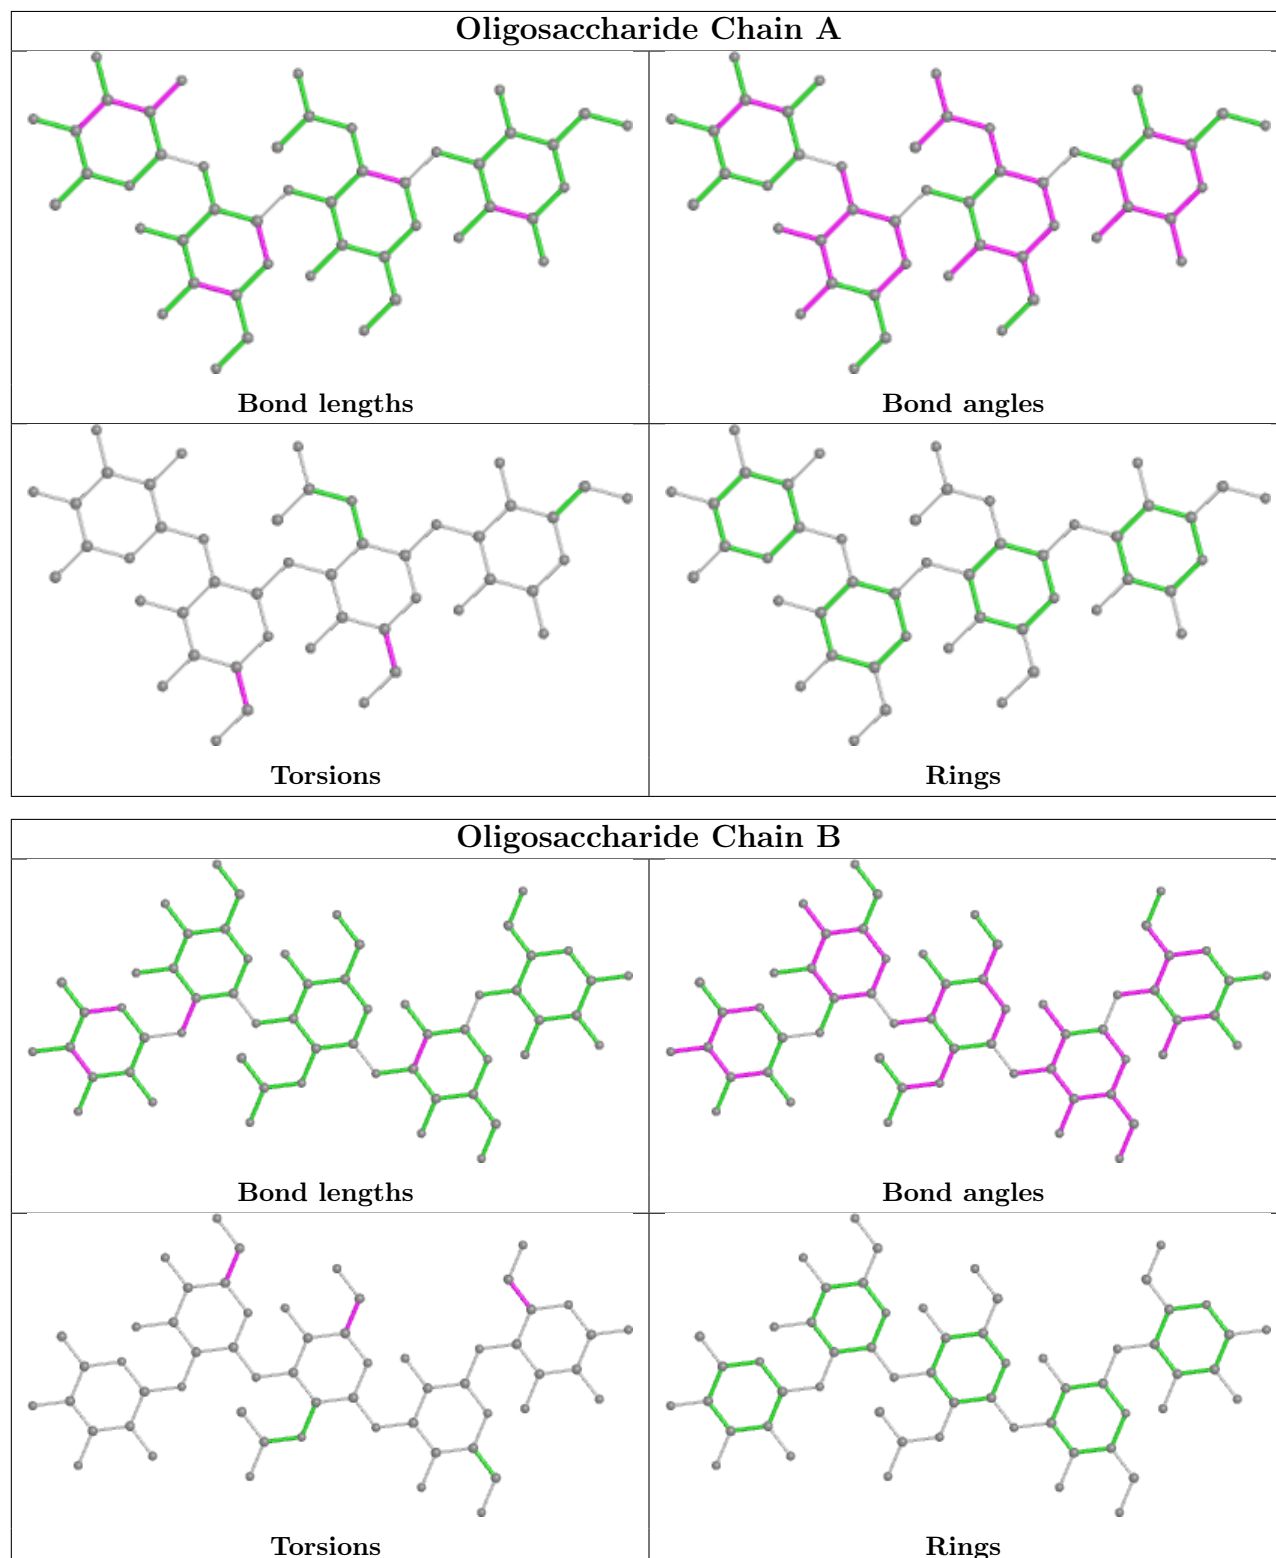 Oligosaccharide Chain A
Bond lengths Bond angles
Torsions Rings
Oligosaccharide Chain B
Bond lengths Bond angles
Torsions Rings